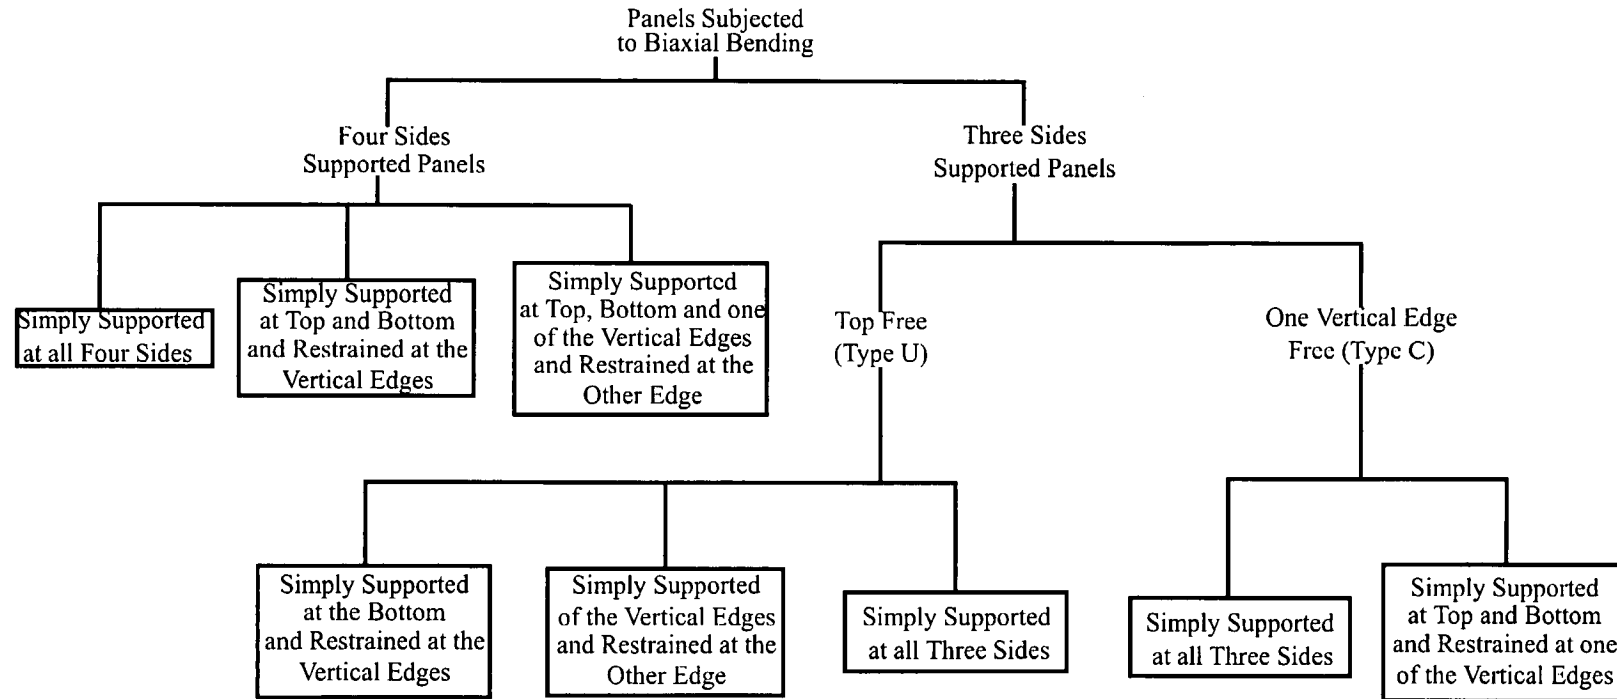 Panels Subjected
to Biaxial Bending
Four Sides
Supported Panels
Three Sides
Supported Panels
Simply Supported
at all Four Sides
Simply Supported
at Top and Bottom
and Restrained at the
Vertical Edges
Simply Supported
at Top, Bottom and one
of the Vertical Edges
and Restrained at the
Other Edge
Top Free
(Type U)
One Vertical Edge
Free (Type C)
Simply Supported
at the Bottom
and Restrained at the
Vertical Edges
Simply Supported
of the Vertical Edges
and Restrained at the
Other Edge
Simply Supported
at all Three Sides
Simply Supported
at all Three Sides
Simply Supported
at Top and Bottom
and Restrained at one
of the Vertical Edges